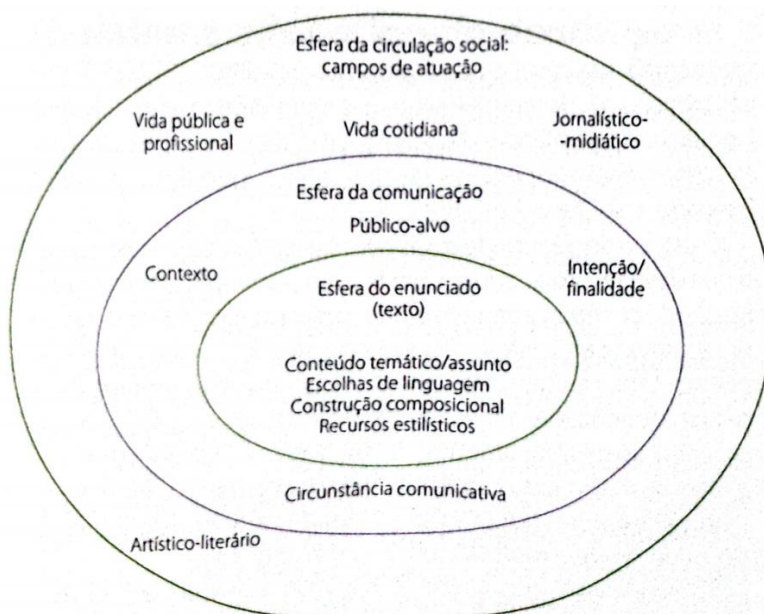 Esfera da circulação social:
campos de atuação
Vida pública e
profissional
Vida cotidiana
Jornalístico-
-midiático
Esfera da comunicação
Público-alvo
Contexto
Intenção/
finalidade
Esfera do enunciado
(texto)
Conteúdo temático/assunto
Escolhas de linguagem
Construção composicional
Recursos estilísticos
Circunstância comunicativa
Artístico-literário